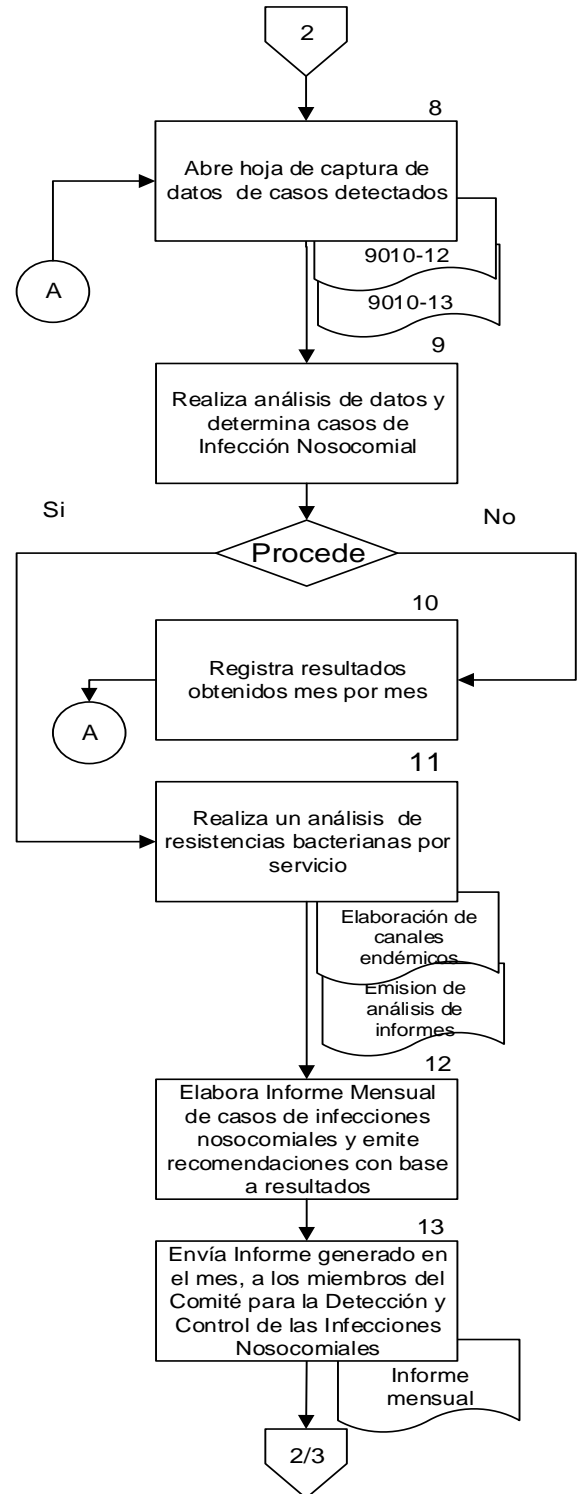 2
8
Abre hoja de captura de
datos de casos detectados
9010-12
A
9010-13
9
Realiza análisis de datos y
determina casos de
Infección Nosocomial
Si
No
Procede
10
Registra resultados
obtenidos mes por mes
A
11
Realiza un análisis de
resistencias bacterianas por
servicio
Elaboración de
canales
endémicos
Emision de
análisis de
informes
12
Elabora Informe Mensual
de casos de infecciones
nosocomiales y emite
recomendaciones con base
a resultados
13
Envía Informe generado en
el mes, a los miembros del
Comité para la Detección y
Control de las Infecciones
Nosocomiales
Informe
mensual
2/3